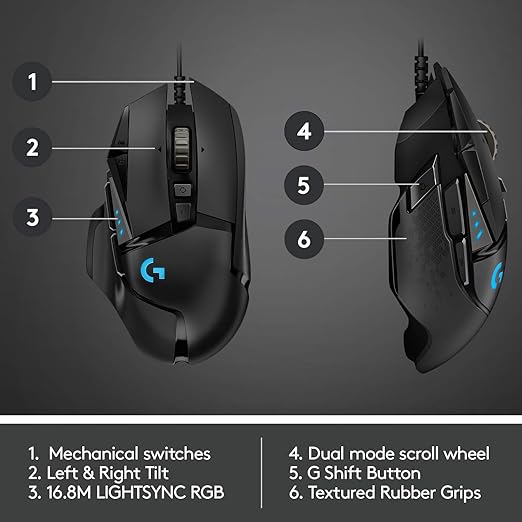 1
2
3
4
5
6
G
G
1. Mechanical switches
2. Left & Right Tilt
3. 16.8M LIGHTSYNC RGB
4. Dual mode scroll wheel
5. G Shift Button
6. Textured Rubber Grips